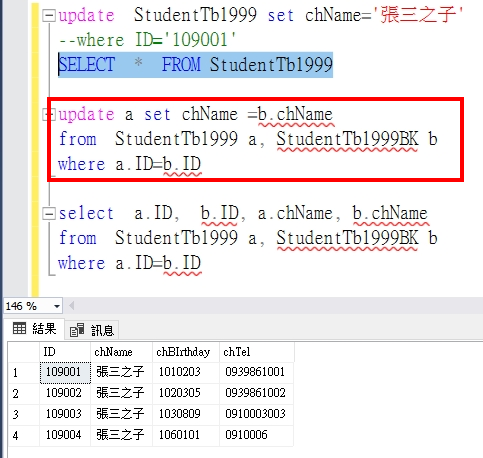 update  StudentTb1999 set chName='張三之子'
--where ID='109001'
SELECT  *  FROM StudentTb1999
update a set chName =b.chName
from  StudentTb1999 a, StudentTb1999BK b
where a.ID=b.ID
select  a.ID,  b.ID, a.chName, b.chName
from  StudentTb1999 a, StudentTb1999BK b
where a.ID=b.ID
146 %
結果 訊息
ID chName chBIrthday chTel
1 109001 張三之子 1010203 0939861001
2 109002 張三之子 1020305 0939861002
3 109003 張三之子 1030809 0910003003
4 109004 張三之子 1060101 0910006